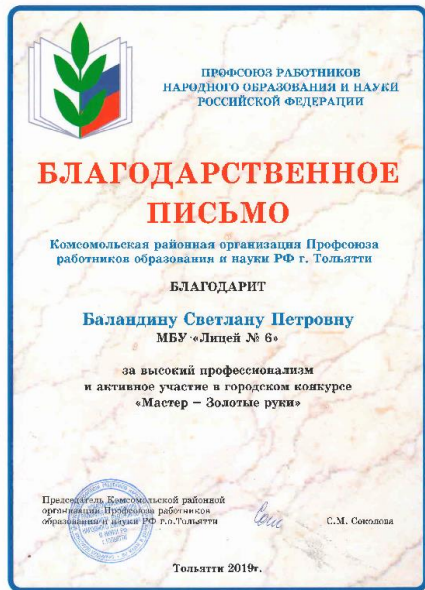 ПРОФСОЮЗ РАБОТНИКОВ
НАРОДНОГО ОБРАЗОВАНИЯ И НАУКИ
РОССИЙСКОЙ ФЕДЕРАЦИИ
БЛАГОДАРСТВЕННОЕ
ПИСЬМО
Комсомольская районная организация Профсоюза
работников образования и науки РФ г. Тольятти
БЛАГОДАРИТ
Баландину Светлану Петровну
МБУ «Лицей № 6»
за высокий профессионализм
и активное участие в городском конкурсе
«Мастер – Золотые руки»
Председатель Комсомольской районной
организации Профсоюза работников
образования и науки РФ г.о.Тольятти
С.М. Соколова
Тольятти 2019г.